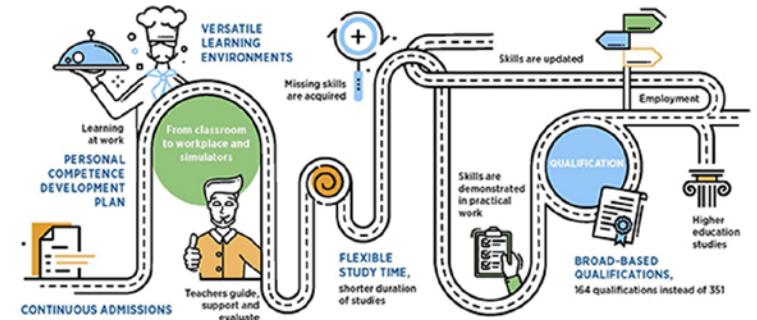 VERSATILE
LEARNING
ENVIRONMENTS
Learning
at work
PERSONAL
COMPETENCE
DEVELOPMENT
PLAN
CONTINUOUS ADMISSIONS
From classroom
to workplace and
simulators
Teachers guide,
support and
evaluate
Missing skills
are acquired
FLEXIBLE
STUDY TIME,
shorter duration
of studies
Skills are updated
Skills are
demonstrated
in practical
work
QUALIFICATION
BROAD-BASED
QUALIFICATIONS,
164 qualifications instead of 351
Employment
Higher
education
studies